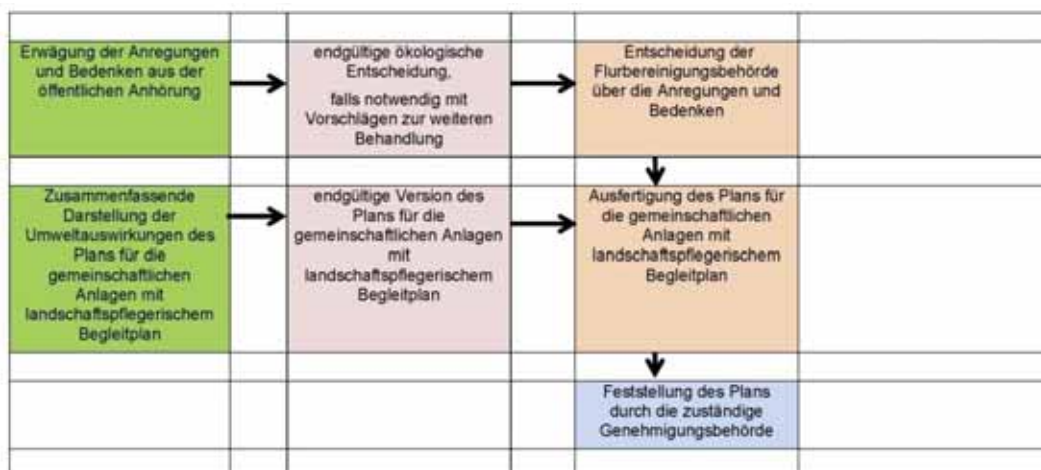 Erwägung der Anregungen
und Bedenken aus der
öffentlichen Anhörung
endgültige ökologische
Entscheidung,
falls notwendig mit
Vorschlägen zur weiteren
Behandlung
Entscheidung der
Flurbereinigungsbehörde
über die Anregungen und
Bedenken
Zusammenfassende
Darstellung der
Umweltauswirkungen des
Plans für die
gemeinschaftlichen
Anlagen mit
landschaftspflegerischem
Begleitplan
endgültige Version des
Plans für die
gemeinschaftlichen Anlagen
mit
landschaftspflegerischem
Begleitplan
Ausfertigung des Plans für
die gemeinschaftlichen
Anlagen mit
landschaftspflegerischem
Begleitplan
Feststellung des Plans
durch die zuständige
Genehmigungsbehörde